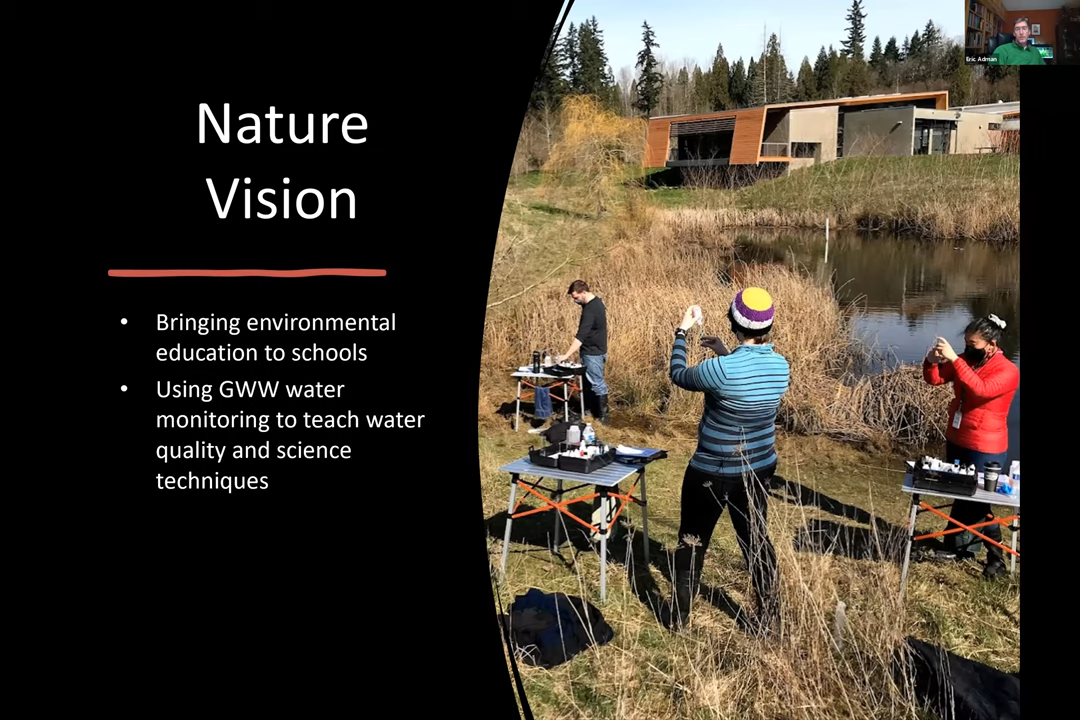 Nature
Vision
• Bringing environmental
education to schools
• Using GWW water
monitoring to teach water
quality and science
techniques
Eric Adman